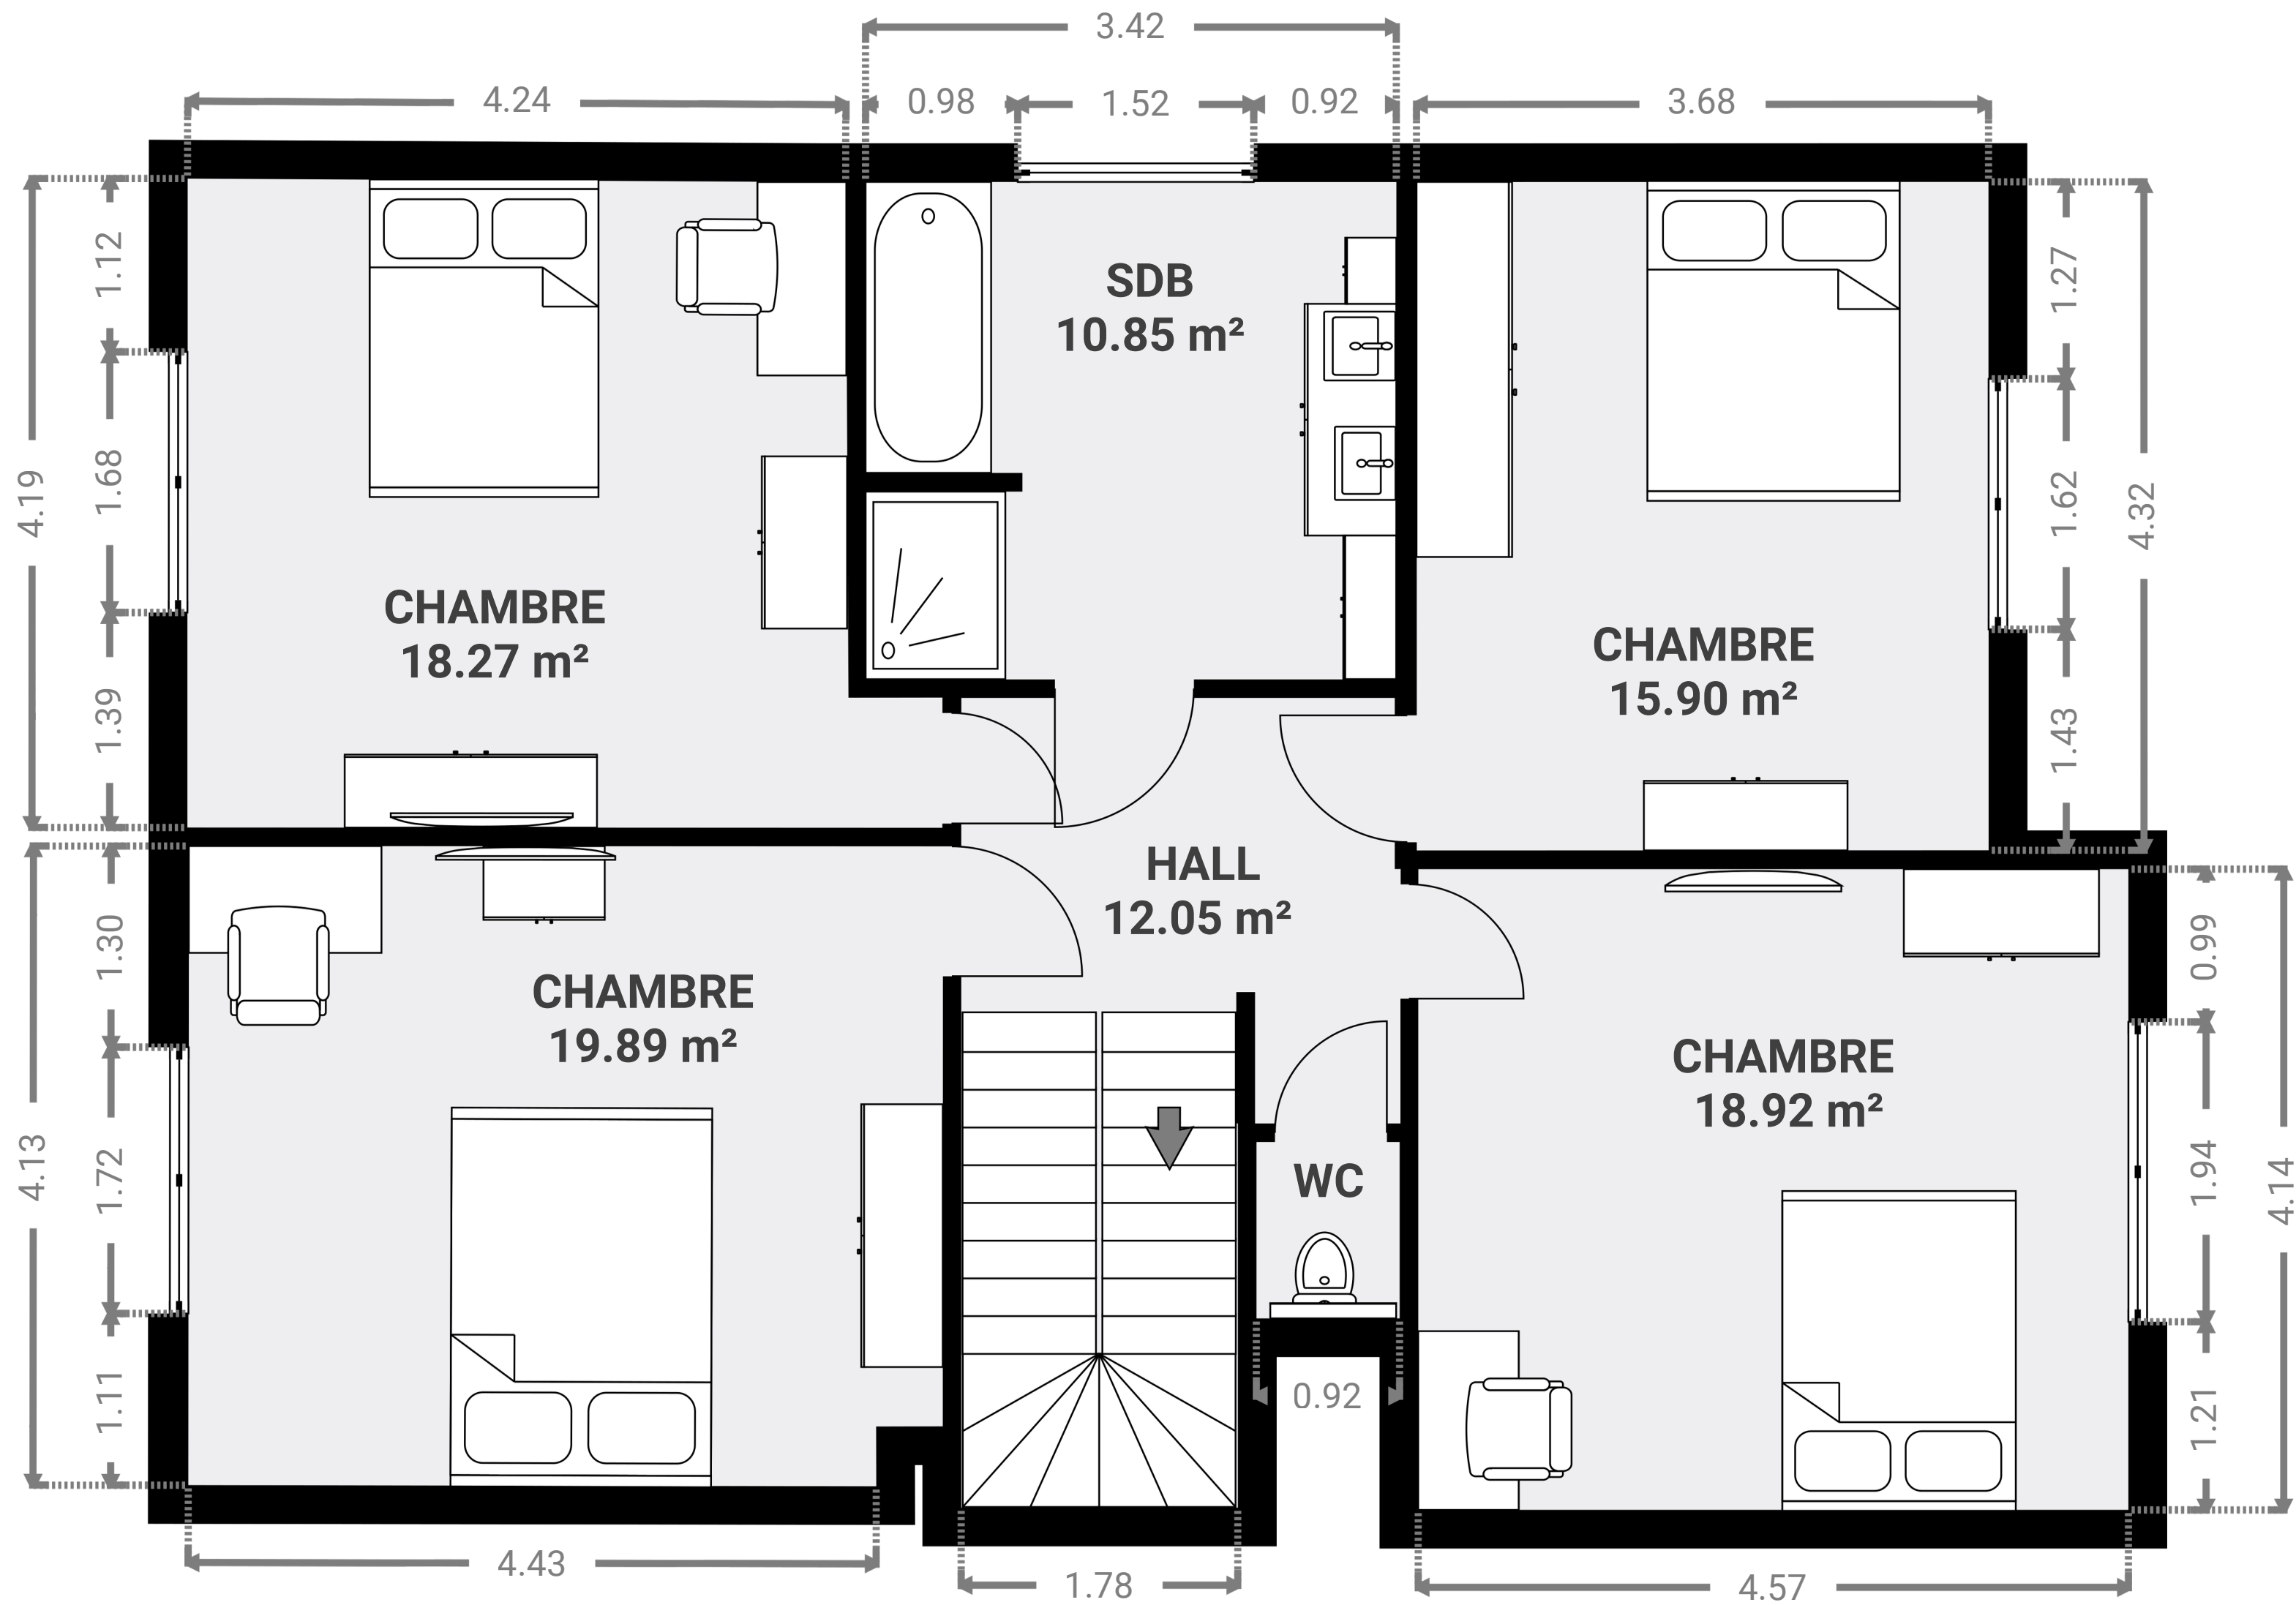 3.42
4.24
0.98
1.52
0.92
3.68
1.12
1.68
1.39
4.19
SDB
10.85 m²
1.27
1.62
1.43
4.32
CHAMBRE
18.27 m²
CHAMBRE
15.90 m²
HALL
12.05 m²
1.30
1.72
1.11
4.13
CHAMBRE
19.89 m²
CHAMBRE
18.92 m²
0.99
1.94
1.21
4.14
WC
0.92
4.43
1.78
4.57